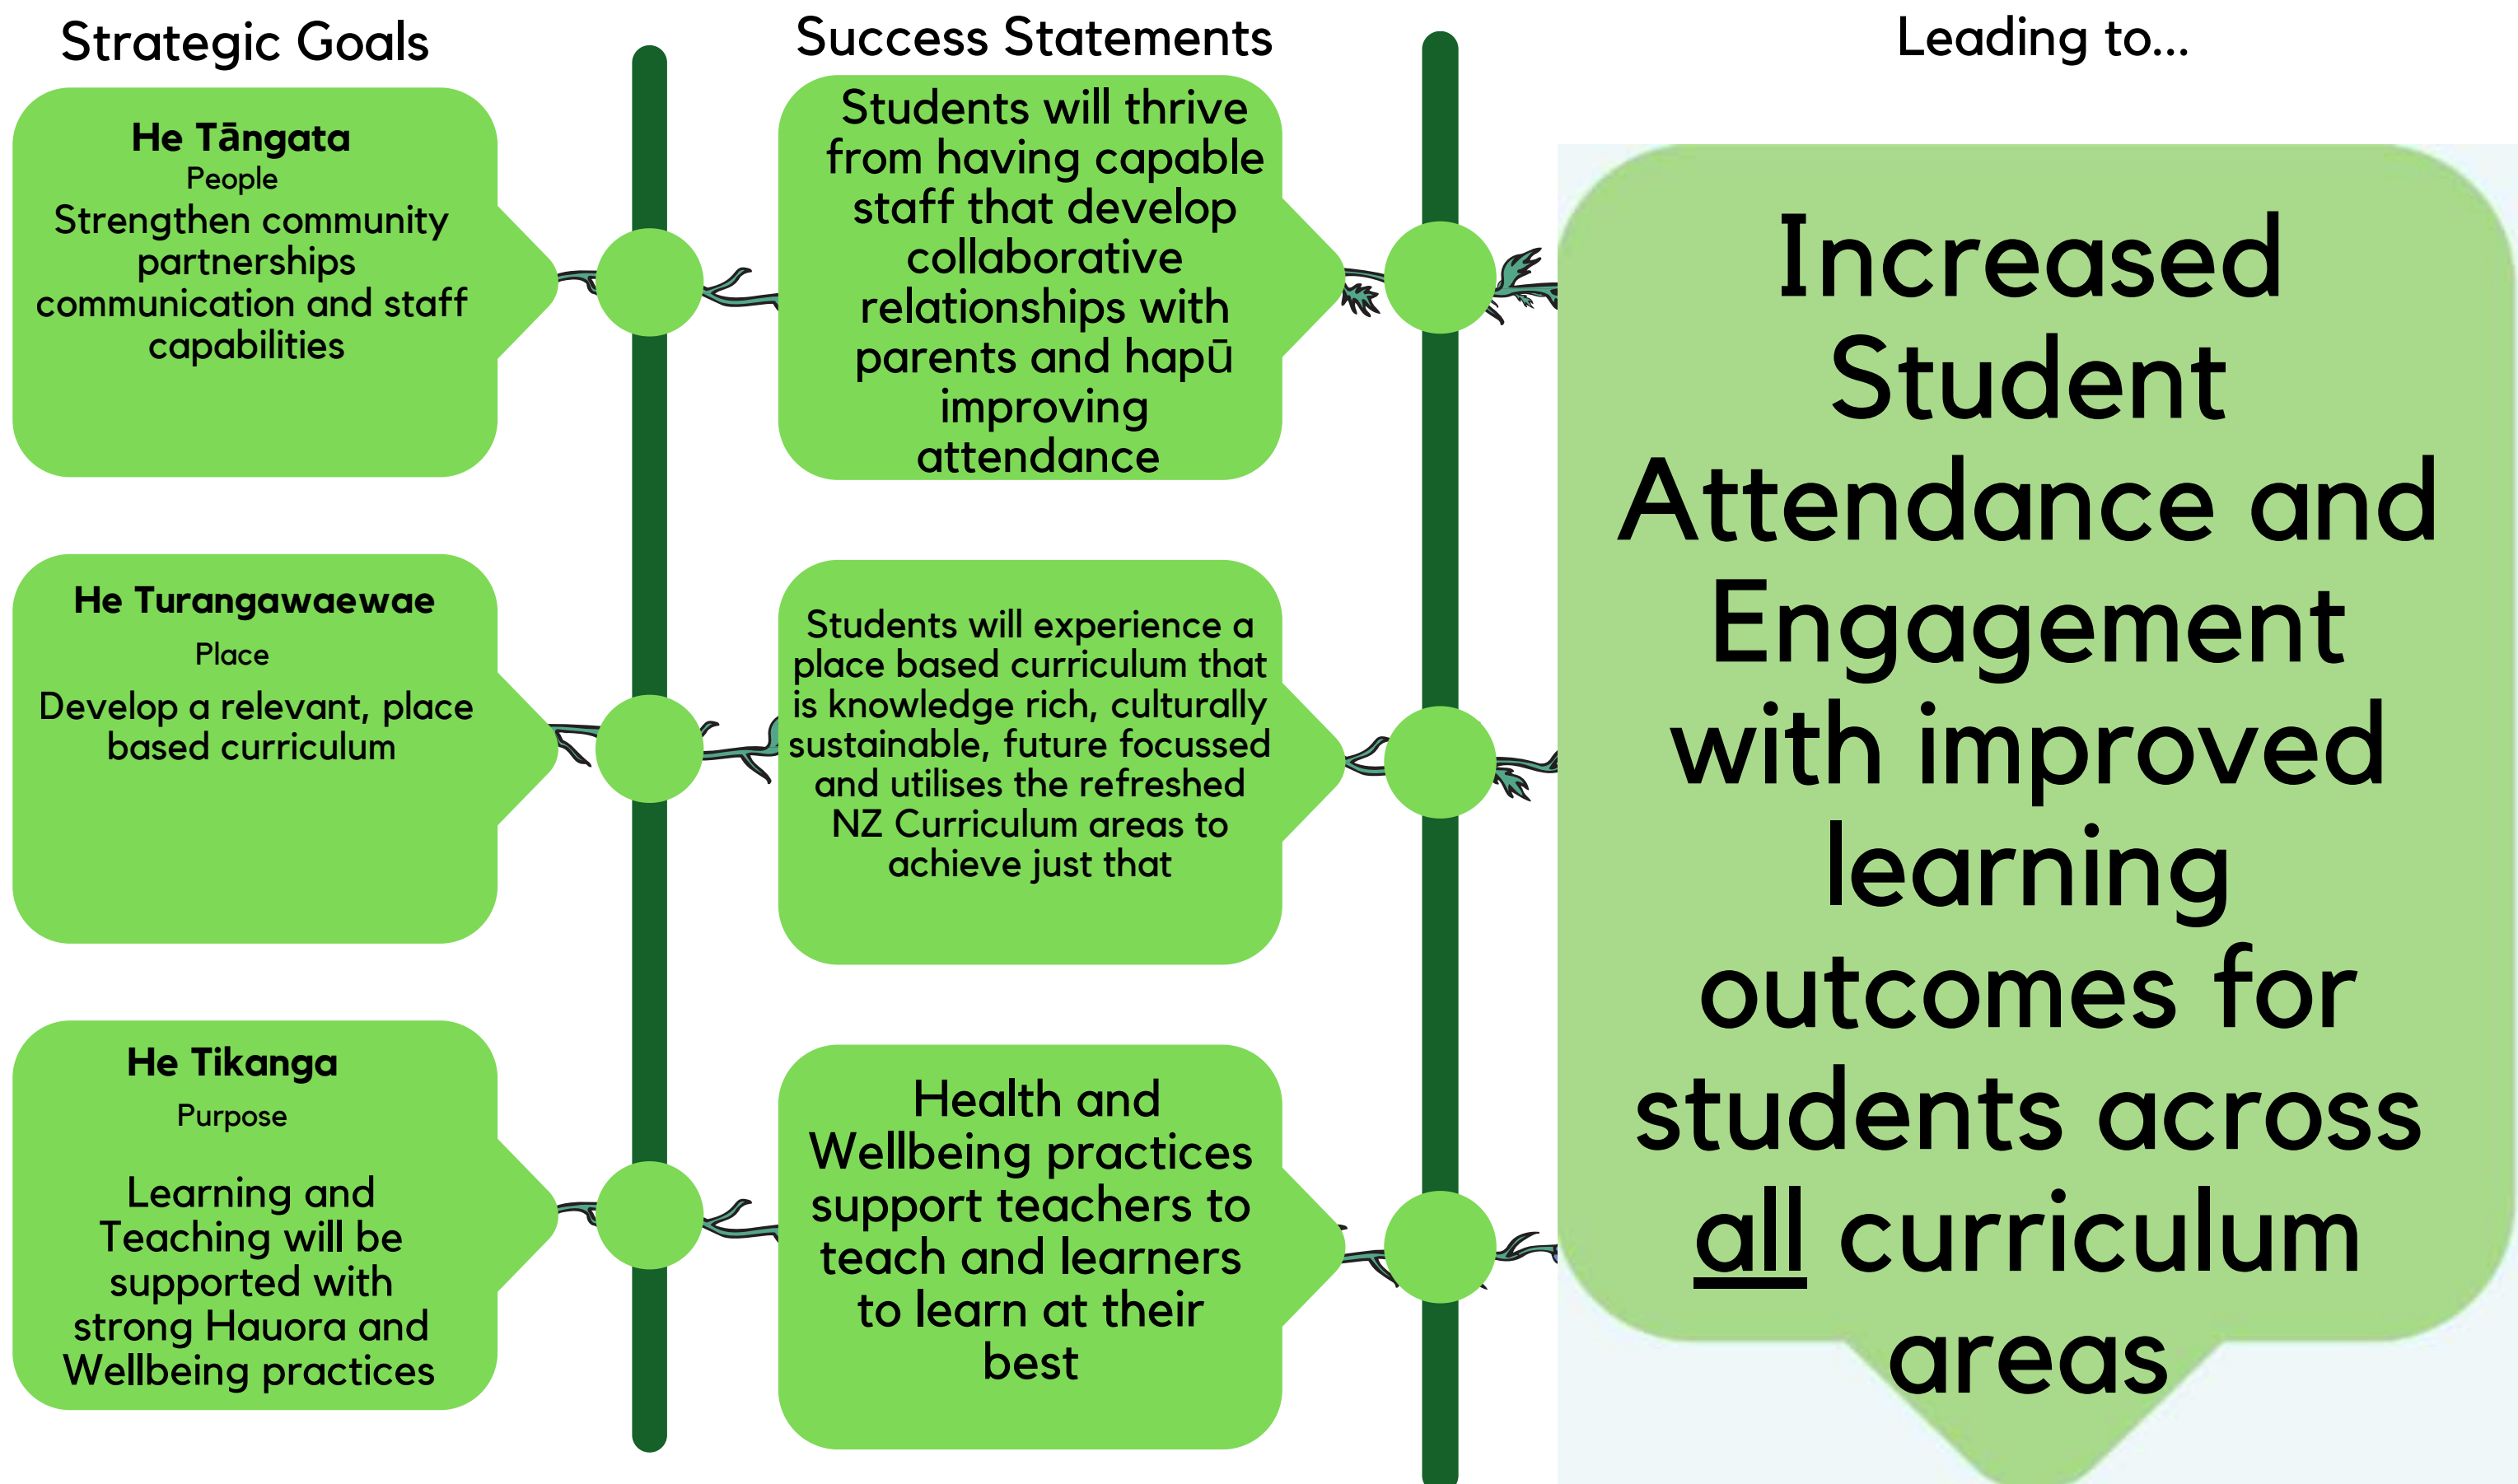 Strategic Goals
He Tāngata
People
Strengthen community
partnerships
communication and staff
capabilities
He Turangawaewae
Place
Develop a relevant, place
based curriculum
He Tikanga
Purpose
Learning and
Teaching will be
supported with
strong Hauora and
Wellbeing practices
Success Statements
Students will thrive
from having capable
staff that develop
collaborative
relationships with
parents and hapū
improving
attendance
Students will experience a
place based curriculum that
is knowledge rich, culturally
sustainable, future focussed
and utilises the refreshed
NZ Curriculum areas to
achieve just that
Health and
Wellbeing practices
support teachers to
teach and learners
to learn at their
best
Leading to...
Increased
Student
Attendance and
Engagement
with improved
learning
outcomes for
students across
all curriculum
areas